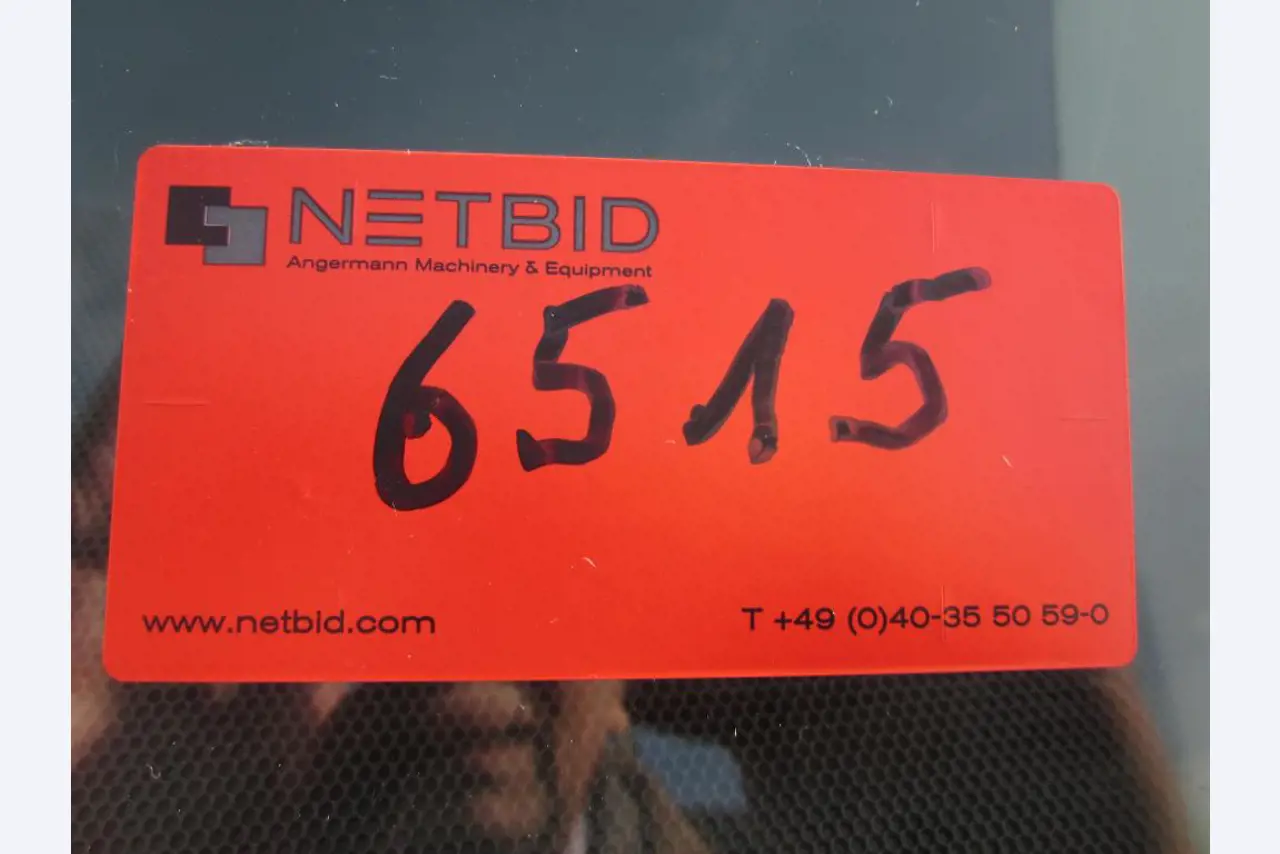 NETBID
Angermann Machinery & Equipment
6515
www.netbid.com
T +49 (0)40-35 50 59-0